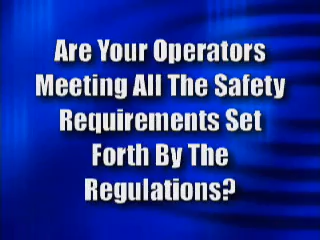 Are Your Operators
Meeting All The Safety
Requirements Set
Forth By The
Regulations?